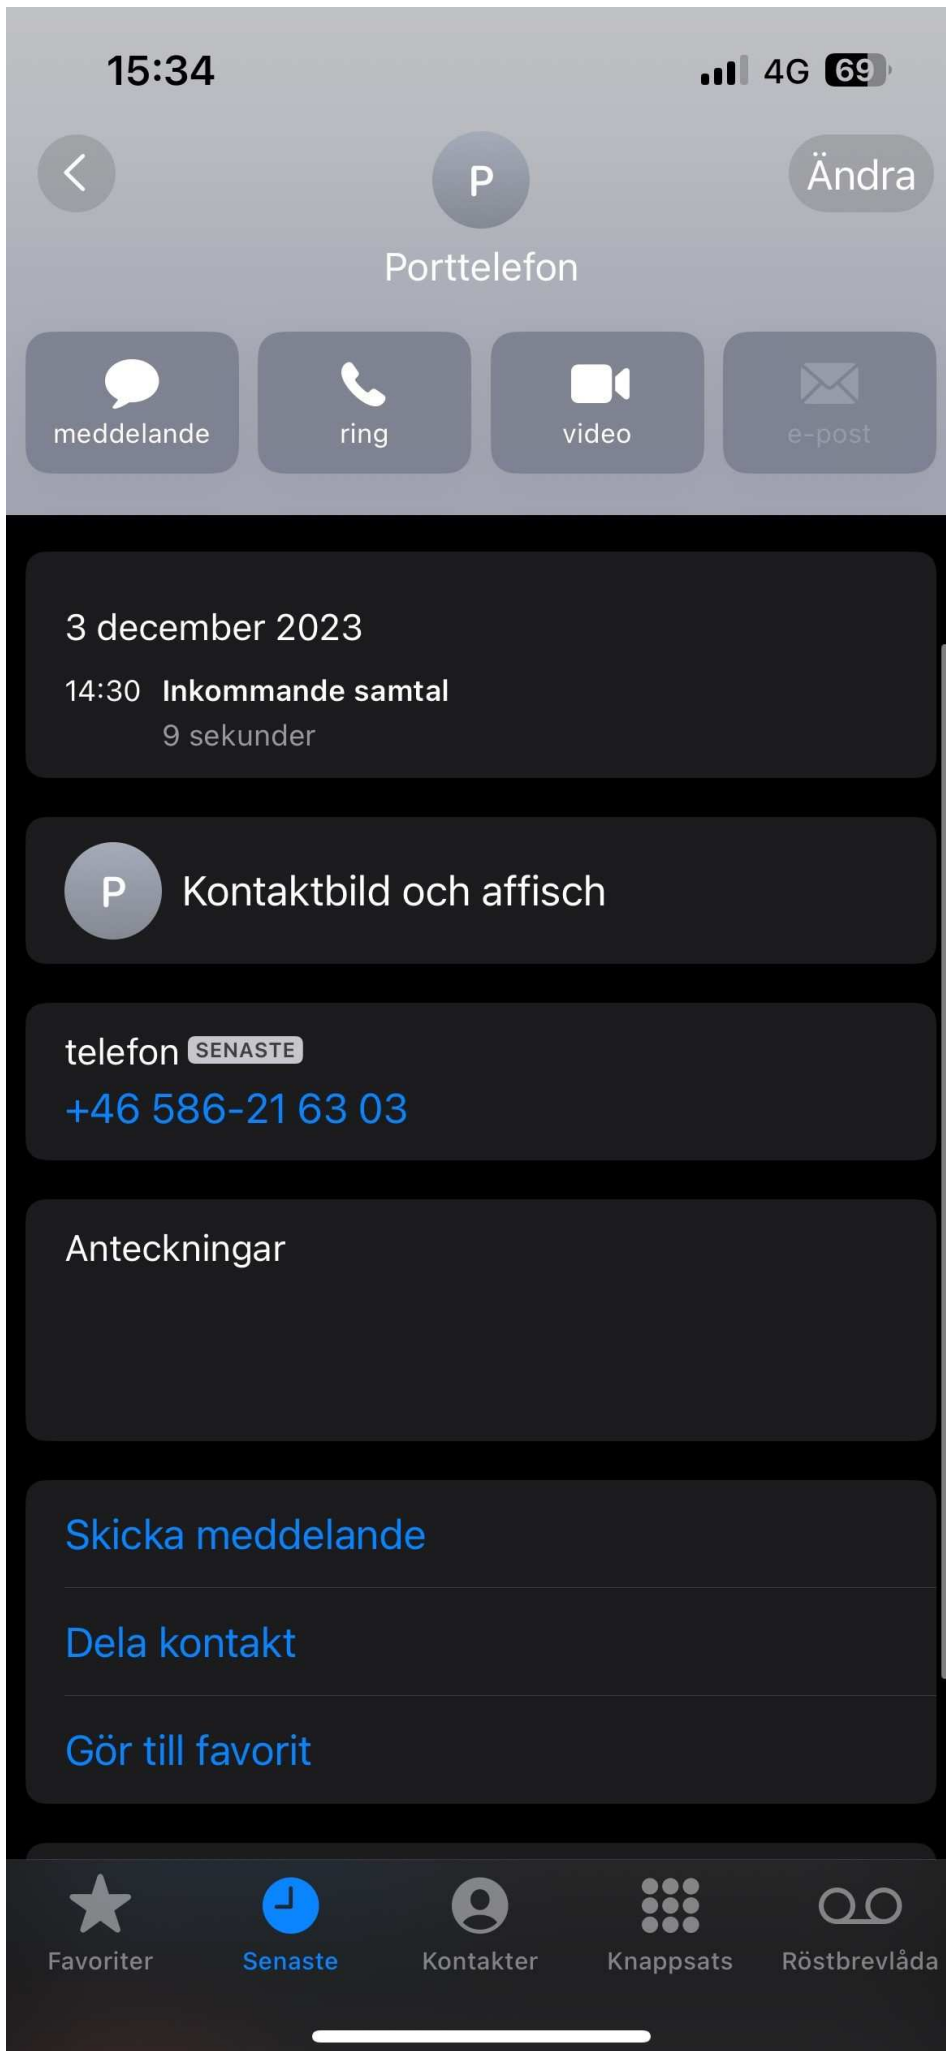 15:34
4G 69
P
Ändra
Porttelefon
meddelande ring video e-post
3 december 2023
14:30 Inkommande samtal
9 sekunder
P Kontaktbild och affisch
telefon SENASTE
+46 586-21 63 03
Anteckningar
Skicka meddelande
Dela kontakt
Gör till favorit
Favoriter Senaste Kontakter Knappsats Röstbrevlåda